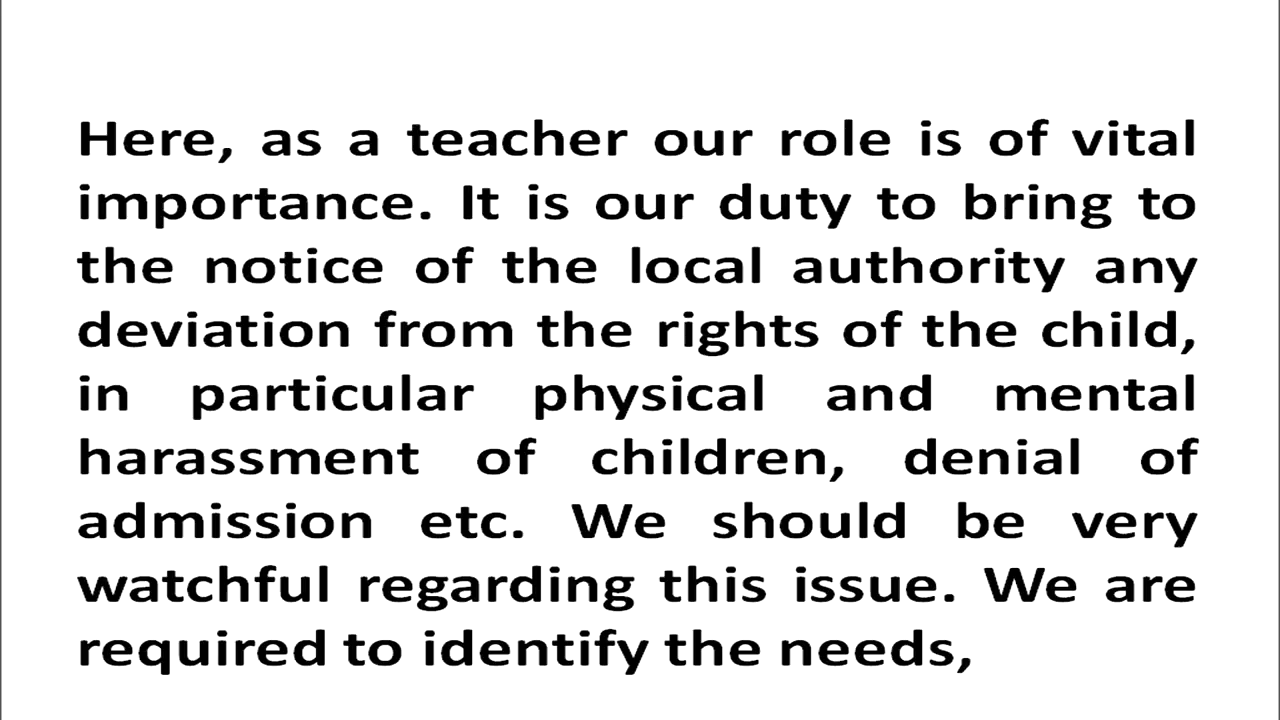 Here, as a teacher our role is of vital
importance. It is our duty to bring to
the notice of the local authority any
deviation from the rights of the child,
in particular physical and mental
harassment of children, denial of
admission etc. We should be very
watchful regarding this issue. We are
required to identify the needs,